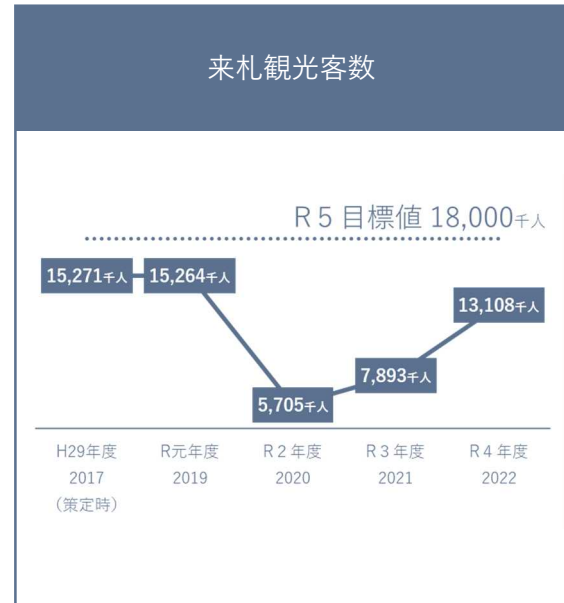 来札観光客数
R5目標値 18,000千人
15,271千人 15,264千人
13,108千人
7,893千人
5,705千人
H29年度 R元年度 R2年度 R3年度 R4年度
2017 2019 2020 2021 2022
（策定時）